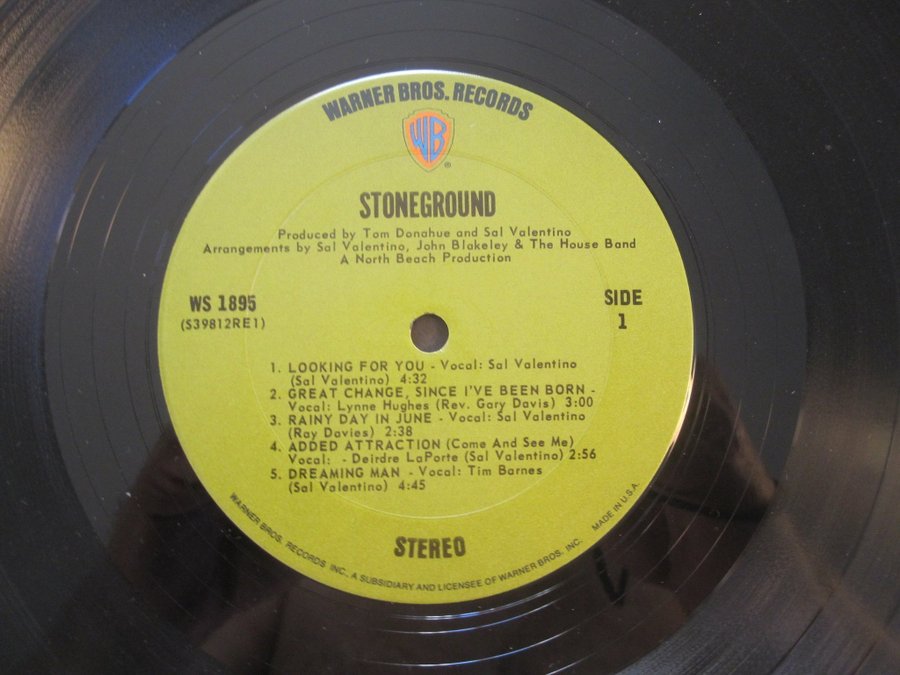 WARNER BROS. RECORDS
WB
®
STONEGROUND
Produced by Tom Donahue and Sal Valentino
Arrangements by Sal Valentino, John Blakeley & The House Band
A North Beach Production
WS 1895
(S39812RE1)
SIDE
1
1. LOOKING FOR YOU - Vocal: Sal Valentino
(Sal Valentino) 4:32
2. GREAT CHANGE, SINCE I'VE BEEN BORN -
Vocal: Lynne Hughes (Rev. Gary Davis) 3:00
3. RAINY DAY IN JUNE - Vocal: Sal Valentino
(Ray Davies) 2:38
4. ADDED ATTRACTION (Come And See Me)
Vocal: - Deirdre LaPorte (Sal Valentino) 2:56
5. DREAMING MAN - Vocal: Tim Barnes
(Sal Valentino) 4:45
STEREO
WARNER BROS. RECORDS INC., A SUBSIDIARY AND LICENSEE OF WARNER BROS. INC. MADE IN U.S.A.